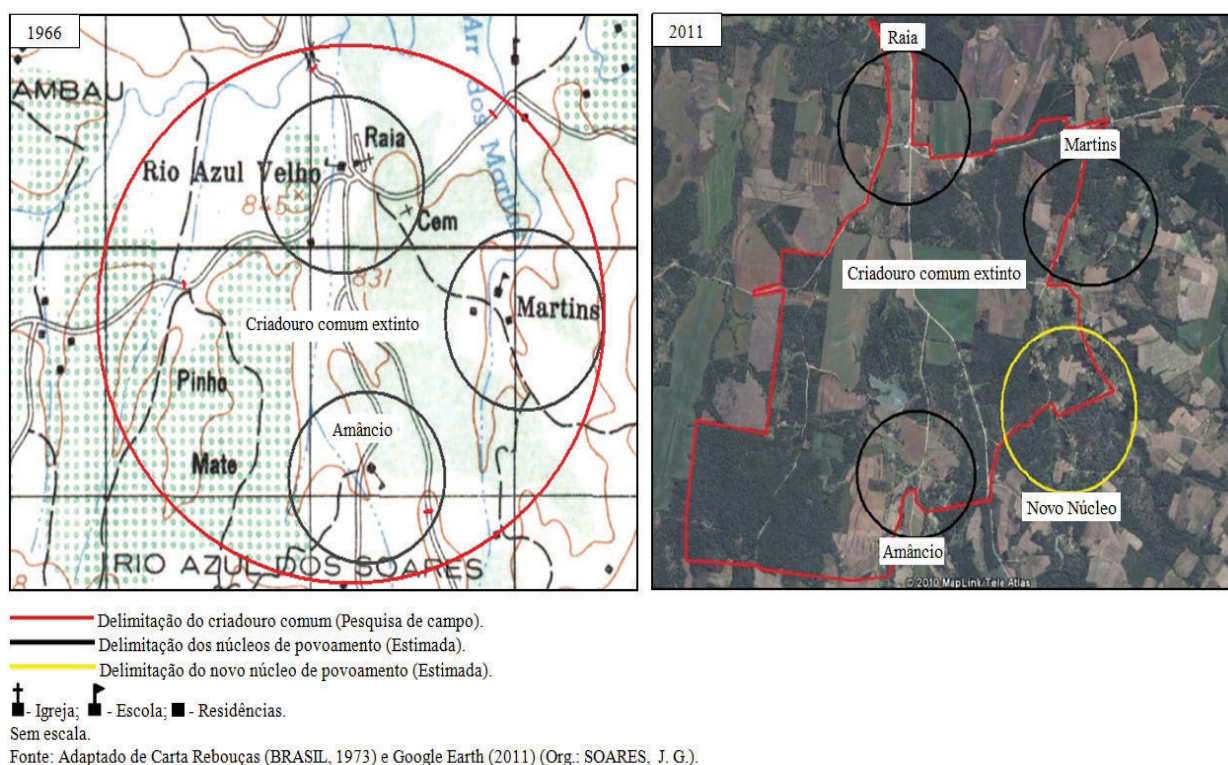 1966
AMBAU
Arr dos Martins
Raia
Rio Azul Velho
845
Cem
831
Martins
Criadouro comum extinto
Pinho
Amâncio
Mate
RIO AZUL DOS SOARES
2011
Raia
Martins
Criadouro comum extinto
Novo Núcleo
Amâncio
© 2010 MapLink/Tele Atlas
Delimitação do criadouro comum (Pesquisa de campo).
Delimitação dos núcleos de povoamento (Estimada).
Delimitação do novo núcleo de povoamento (Estimada).
- Igreja; - Escola; - Residências.
Sem escala.
Fonte: Adaptado de Carta Rebouças (BRASIL, 1973) e Google Earth (2011) (Org.: SOARES, J. G.).